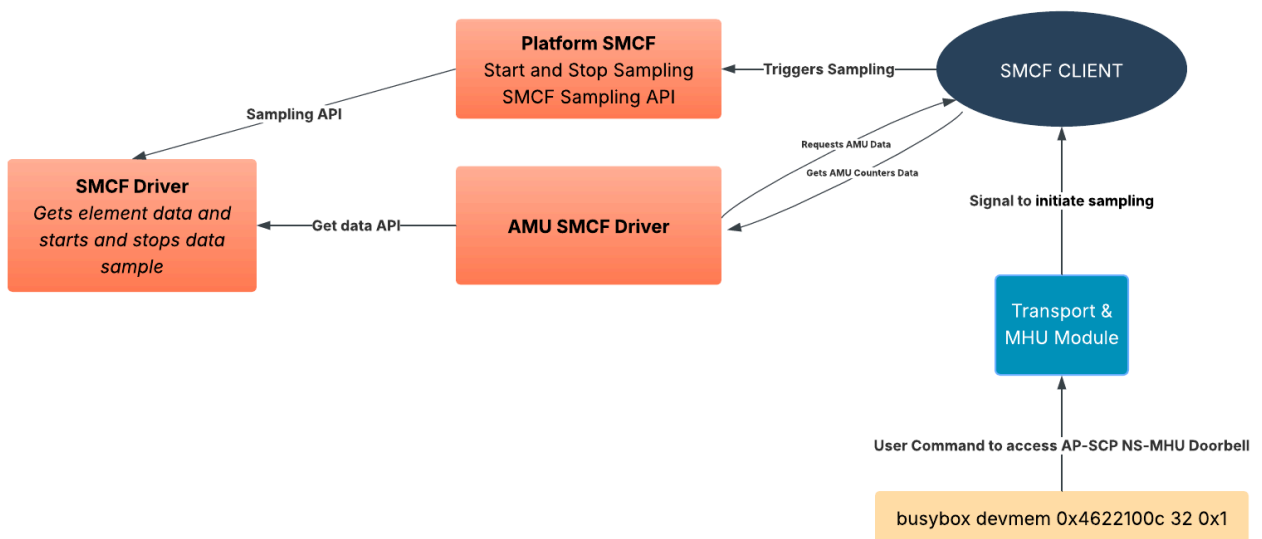 Platform SMCF
Start and Stop Sampling
SMCF Sampling API
Triggers Sampling
SMCF CLIENT
Sampling API
Requests AMU Data
Gets AMU Counters Data
SMCF Driver
Gets element data and
starts and stops data
sample
Get data API
AMU SMCF Driver
Signal to initiate sampling
Transport &
MHU Module
User Command to access AP-SCP NS-MHU Doorbell
busybox devmem 0x4622100c 32 0x1